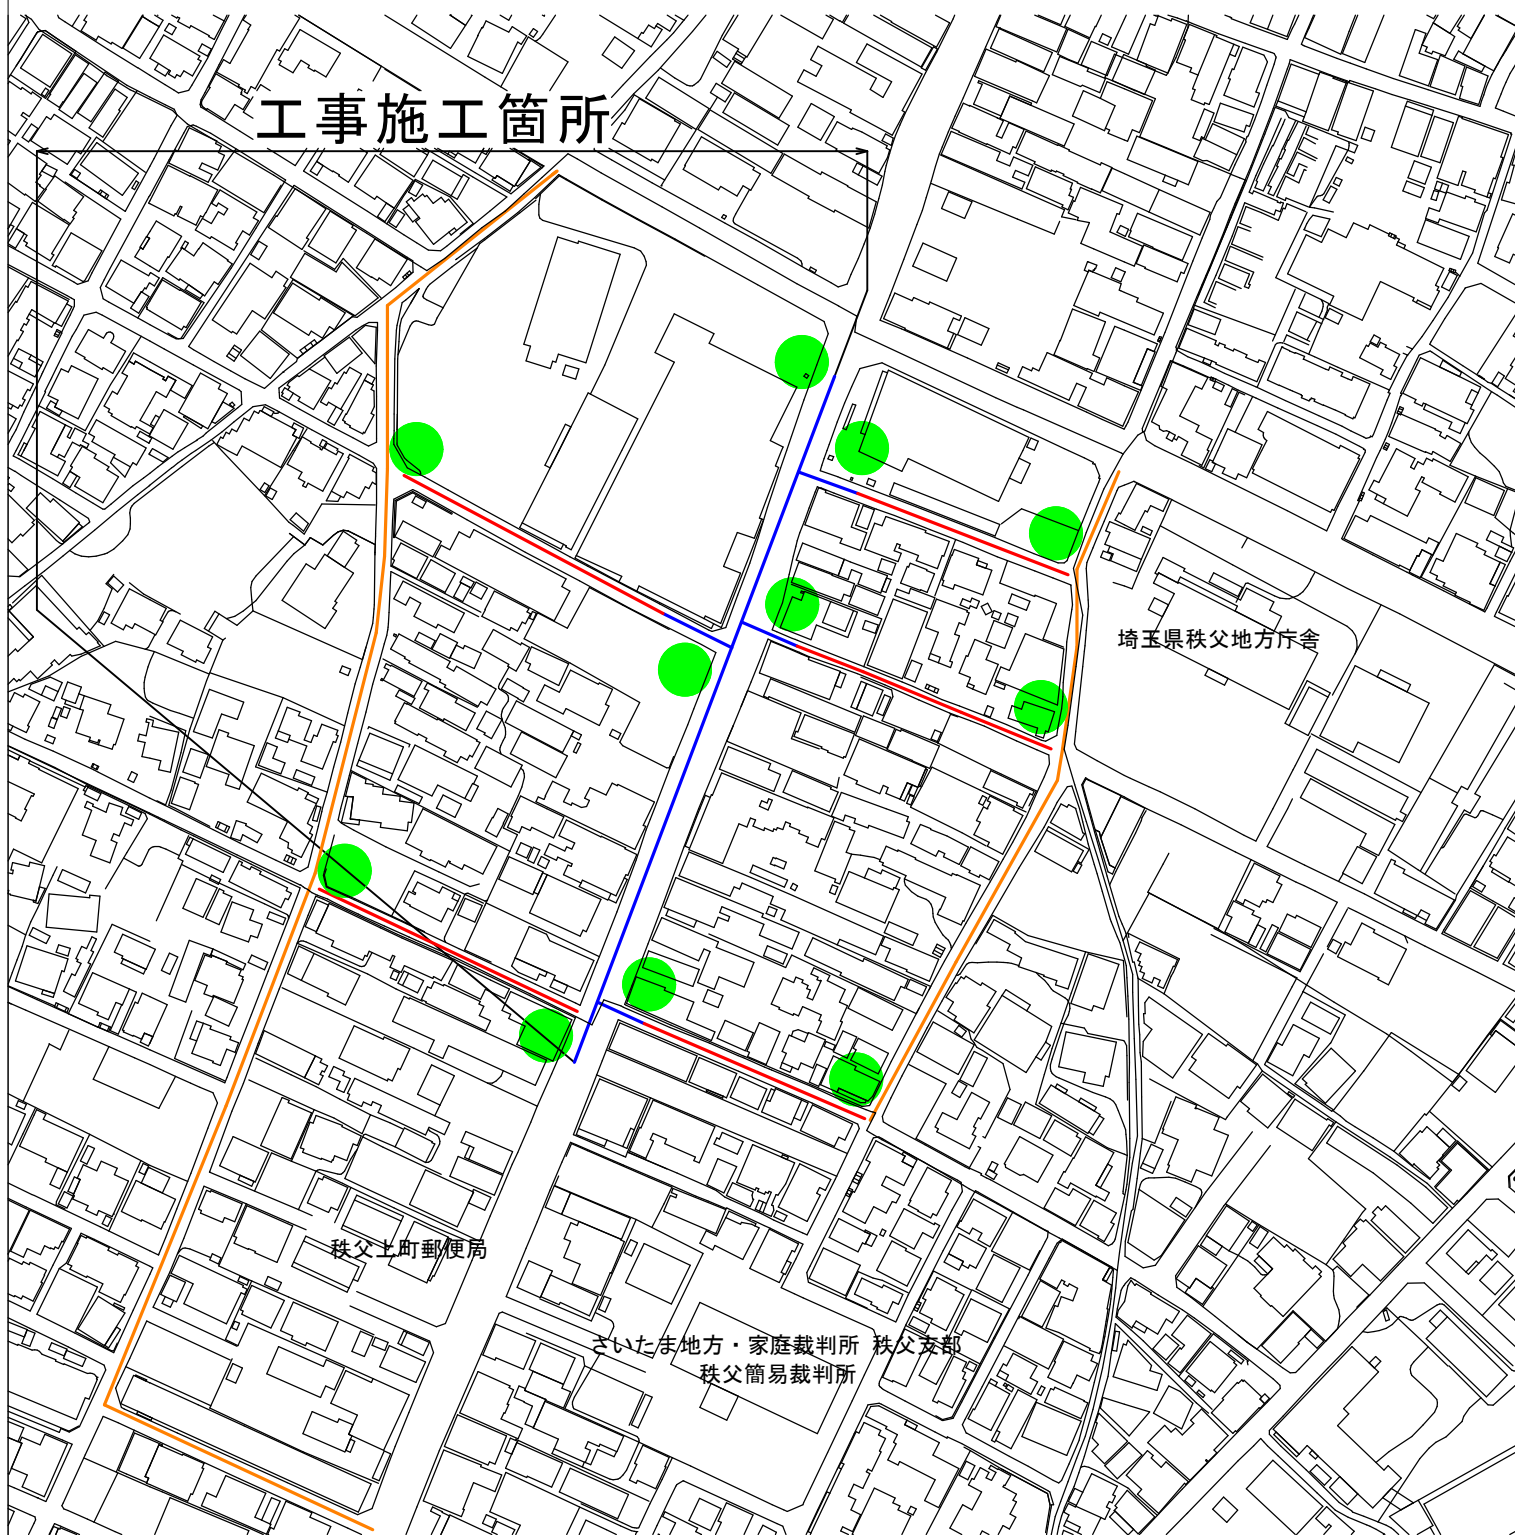 工事施工箇所
埼玉県秩父地方庁舎
秩父上町郵便局
さいたま地方・家庭裁判所 秩父支部
秩父簡易裁判所